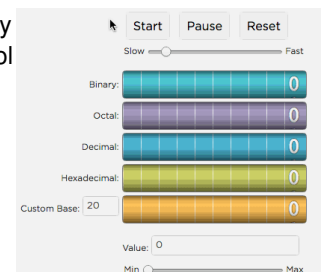 y
ol
Start Pause Reset
Slow Fast
Binary: 0
Octal: 0
Decimal: 0
Hexadecimal: 0
Custom Base: 20 0
Value: 0
Min Max